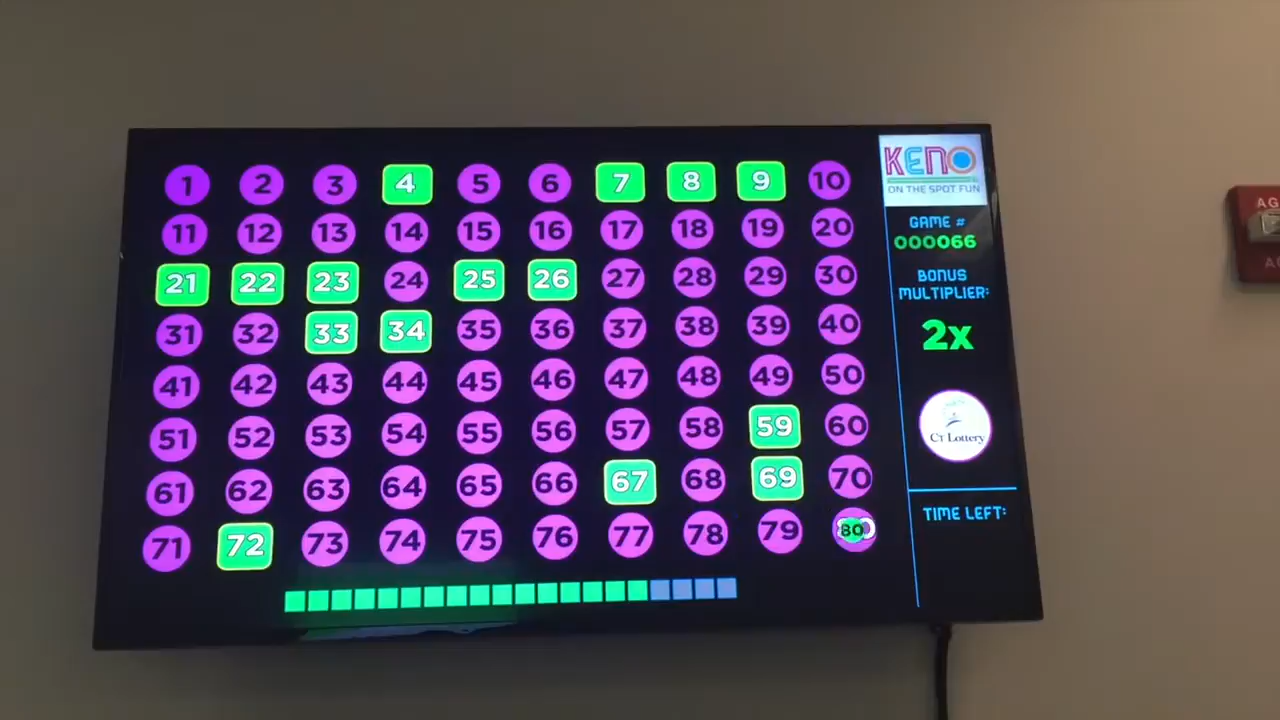 1 2 3 4 5 6 7 8 9 10
11 12 13 14 15 16 17 18 19 20
21 22 23 24 25 26 27 28 29 30
31 32 33 34 35 36 37 38 39 40
41 42 43 44 45 46 47 48 49 50
51 52 53 54 55 56 57 58 59 60
61 62 63 64 65 66 67 68 69 70
71 72 73 74 75 76 77 78 79 80
KENO
ON THE SPOT FUN
GAME #
000066
BONUS
MULTIPLIER:
2x
CT Lottery
TIME LEFT:
AG